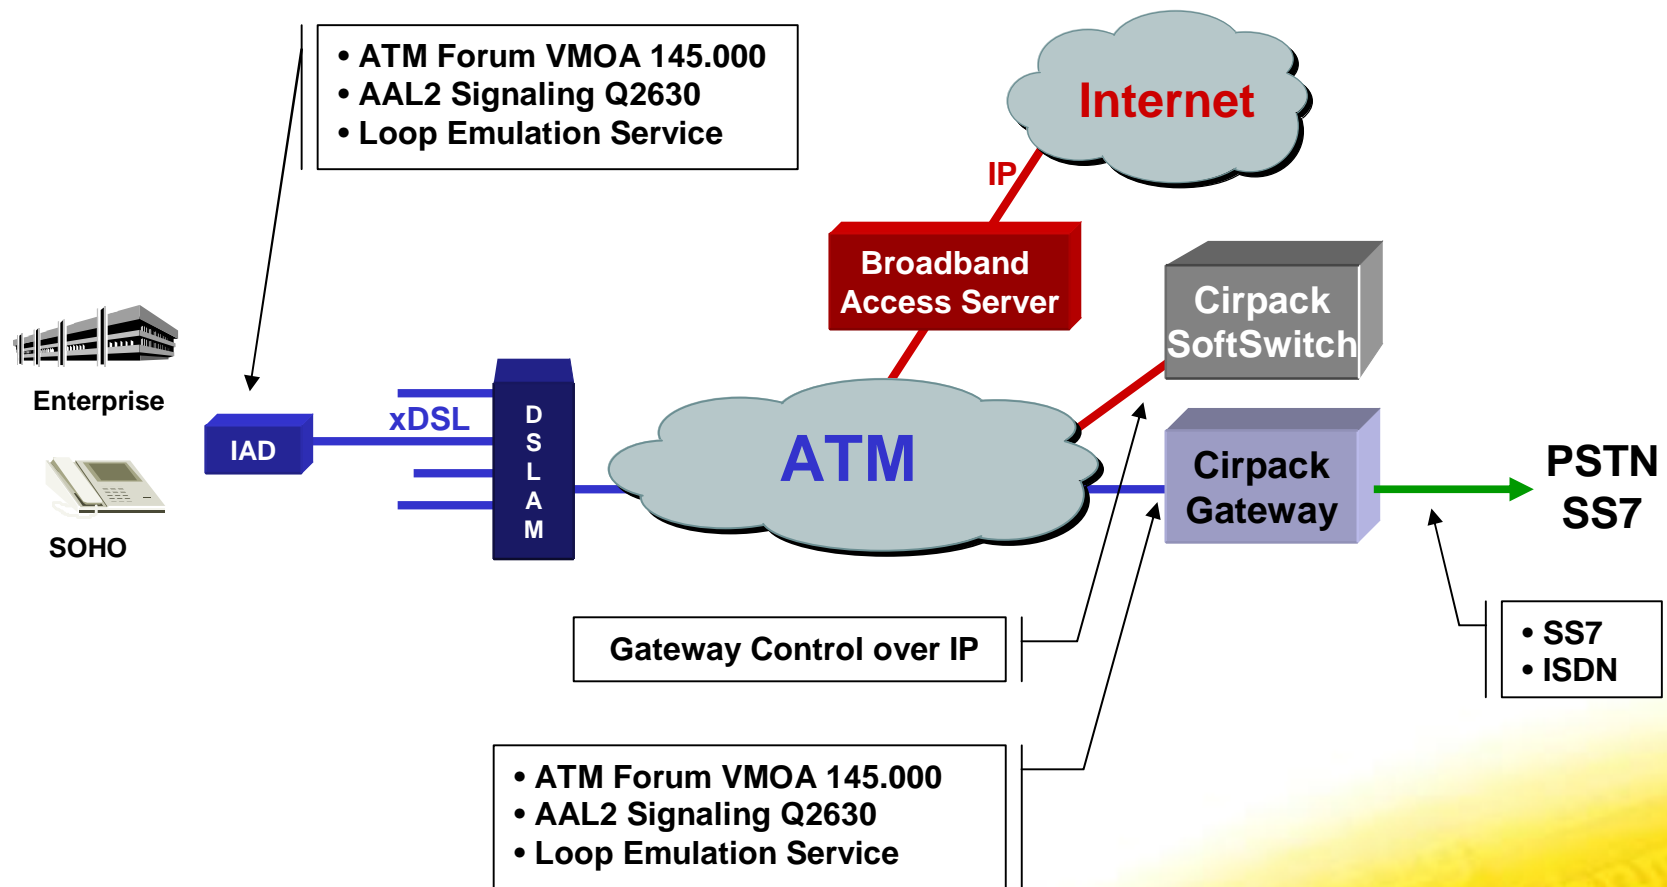 • ATM Forum VMOA 145.000
• AAL2 Signaling Q2630
• Loop Emulation Service
Internet
IP
Broadband
Access Server
Cirpack
SoftSwitch
Enterprise
xDSL
IAD
D
S
L
A
M
ATM
Cirpack
Gateway
PSTN
SS7
SOHO
Gateway Control over IP
• SS7
• ISDN
• ATM Forum VMOA 145.000
• AAL2 Signaling Q2630
• Loop Emulation Service